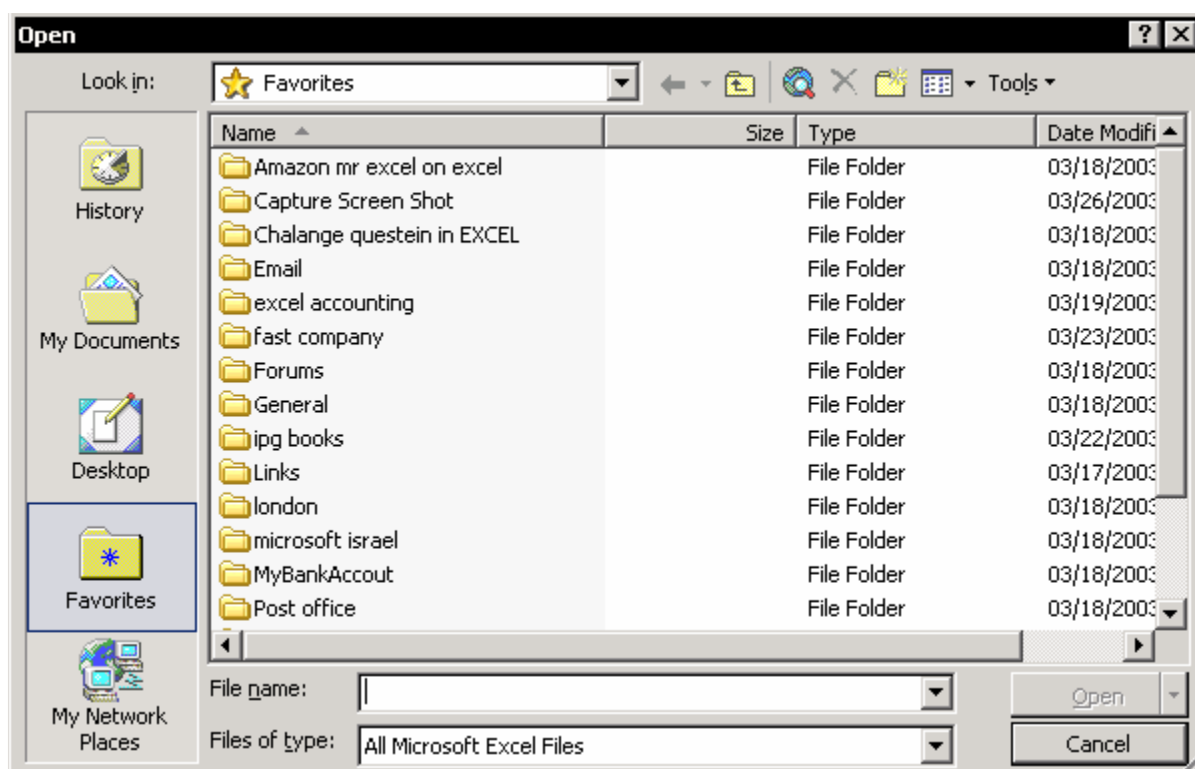 Open
Look in: Favorites Tools
Name Size Type Date Modifi
Amazon mr excel on excel File Folder 03/18/2003
Capture Screen Shot File Folder 03/26/2003
Chalange questein in EXCEL File Folder 03/18/2003
Email File Folder 03/18/2003
excel accounting File Folder 03/19/2003
fast company File Folder 03/23/2003
Forums File Folder 03/18/2003
General File Folder 03/18/2003
ipg books File Folder 03/22/2003
Links File Folder 03/17/2003
london File Folder 03/18/2003
microsoft israel File Folder 03/18/2003
MyBankAccout File Folder 03/18/2003
Post office File Folder 03/18/2003
History
My Documents
Desktop
Favorites
My Network
Places
File name: Open
Files of type: All Microsoft Excel Files Cancel